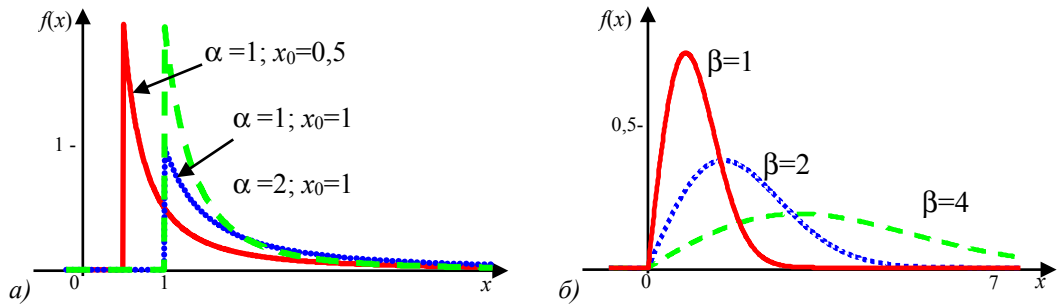 f(x)
α =1; x₀=0,5
α =1; x₀=1
1 -
α =2; x₀=1
0
1
x
а)
f(x)
β=1
0,5-
β=2
β=4
0
7
x
б)